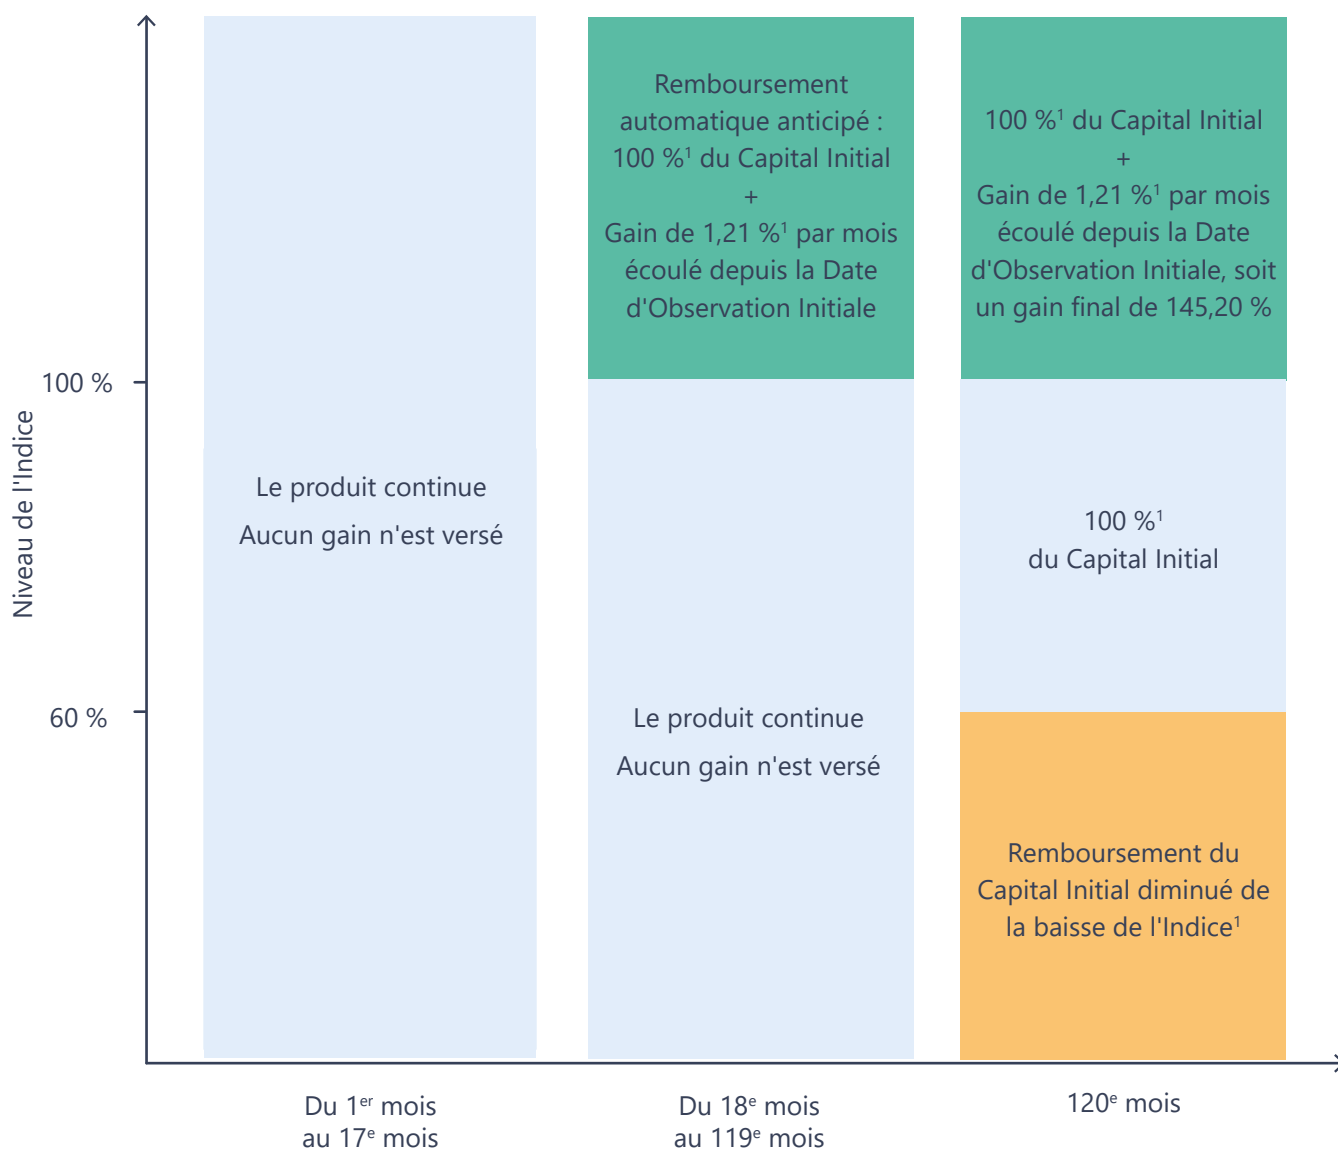 Niveau de l'Indice
100 %
60 %
Le produit continue
Aucun gain n'est versé
Du 1er mois
au 17e mois
Remboursement
automatique anticipé :
100 %¹ du Capital Initial
+
Gain de 1,21 %¹ par mois
écoulé depuis la Date
d'Observation Initiale
Le produit continue
Aucun gain n'est versé
Du 18e mois
au 119e mois
100 %¹ du Capital Initial
+
Gain de 1,21 %¹ par mois
écoulé depuis la Date
d'Observation Initiale, soit
un gain final de 145,20 %
100 %¹
du Capital Initial
Remboursement du
Capital Initial diminué de
la baisse de l'Indice¹
120e mois